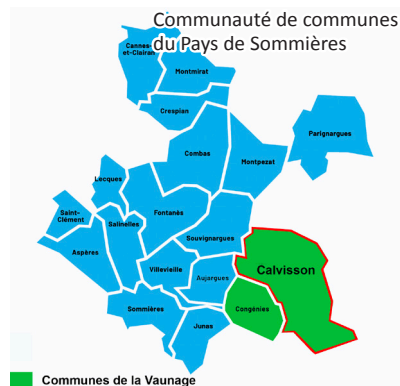 Communauté de communes
du Pays de Sommières
Cannes-
et-Clairan
Montmirat
Crespian
Combas
Montpezat
Parignargues
Lecques
Fontanès
Saint-
Clément
Salinelles
Souvignargues
Aspères
Villevieille
Aujargues
Calvisson
Sommières
Junas
Congénies
Communes de la Vaunage